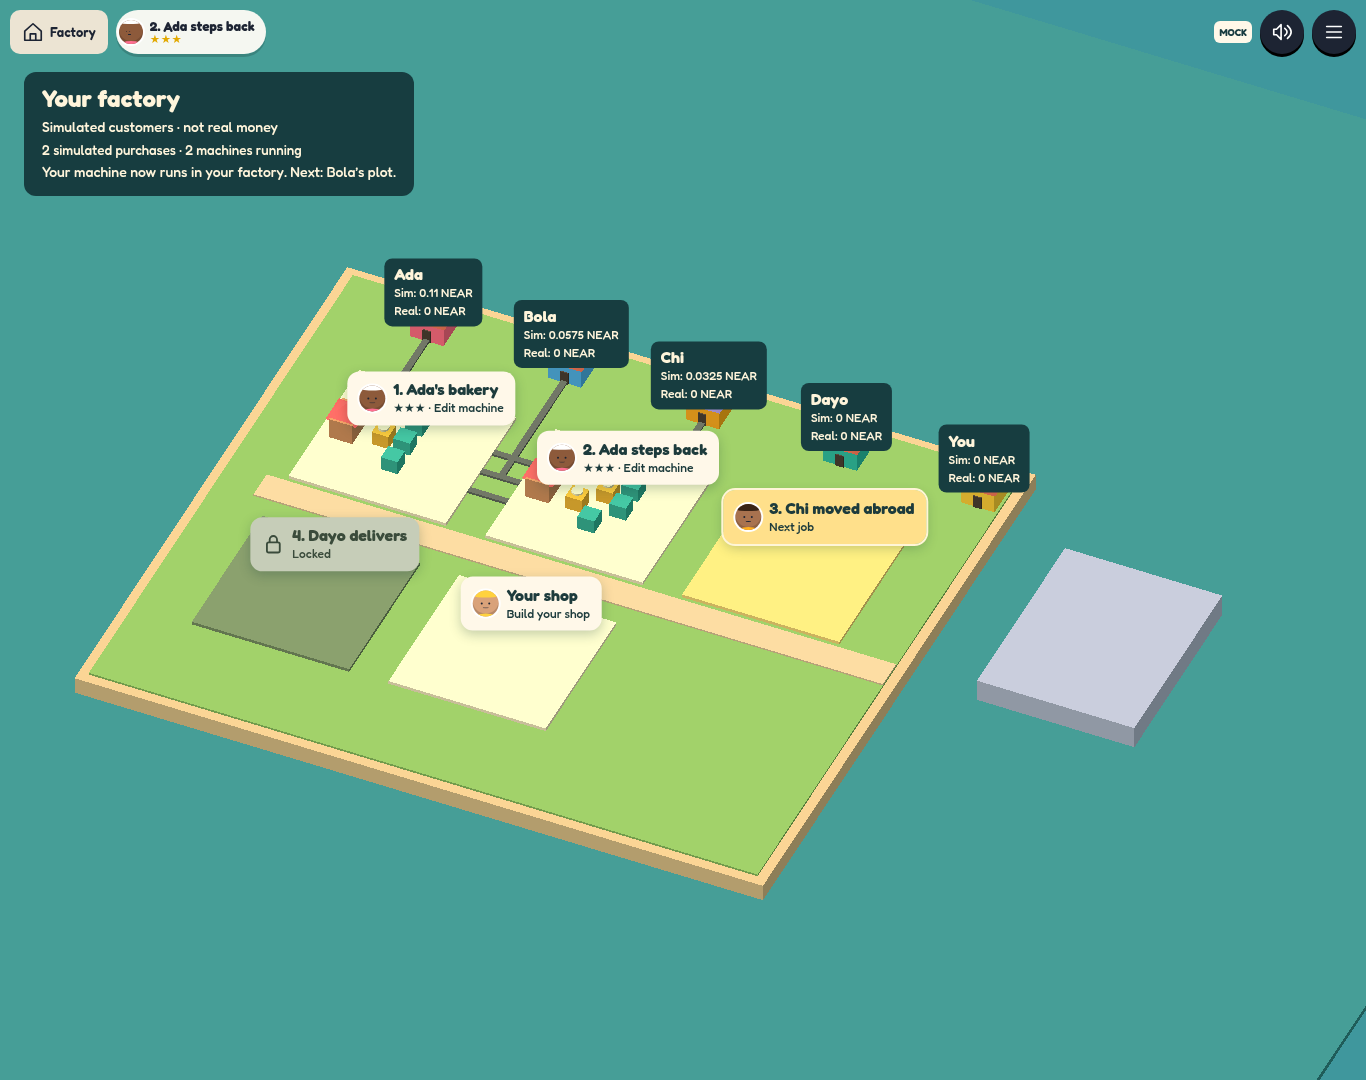 Factory
2. Ada steps back
★★★
MOCK
Your factory
Simulated customers · not real money
2 simulated purchases · 2 machines running
Your machine now runs in your factory. Next: Bola's plot.
Ada
Sim: 0.11 NEAR
Real: 0 NEAR
Bola
Sim: 0.0575 NEAR
Real: 0 NEAR
Chi
Sim: 0.0325 NEAR
Real: 0 NEAR
Dayo
Sim: 0 NEAR
Real: 0 NEAR
You
Sim: 0 NEAR
Real: 0 NEAR
1. Ada's bakery
★★★ · Edit machine
2. Ada steps back
★★★ · Edit machine
3. Chi moved abroad
Next job
4. Dayo delivers
Locked
Your shop
Build your shop